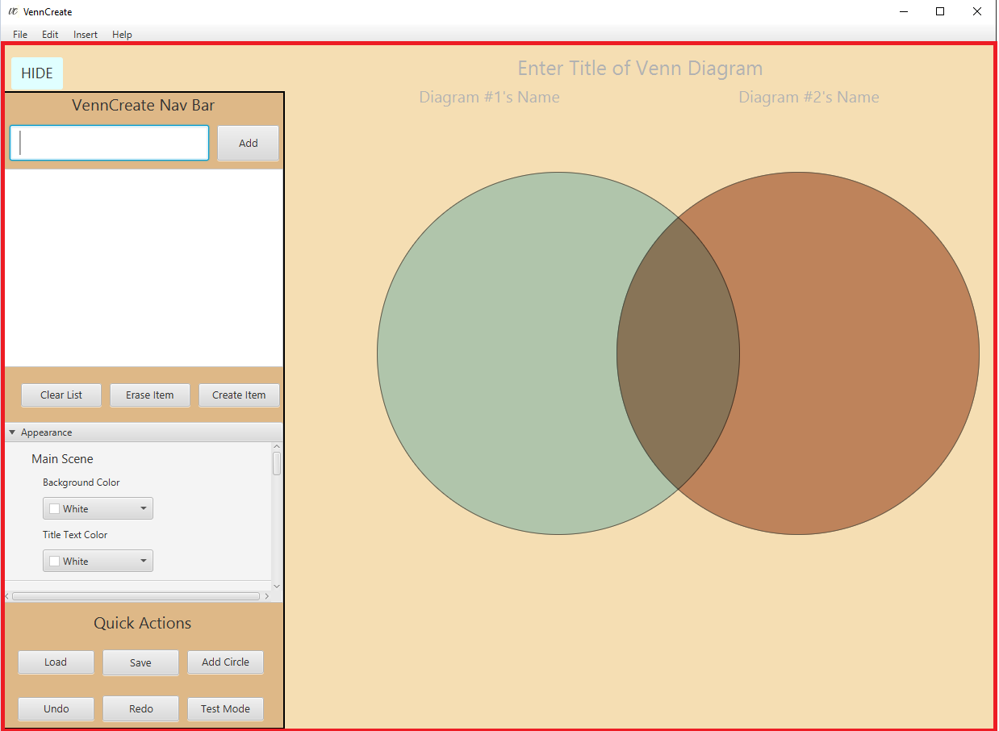 VC VennCreate
File Edit Insert Help
HIDE
Enter Title of Venn Diagram
Diagram #1's Name Diagram #2's Name
VennCreate Nav Bar
Add
Clear List Erase Item Create Item
Appearance
Main Scene
Background Color
White
Title Text Color
White
Quick Actions
Load Save Add Circle
Undo Redo Test Mode